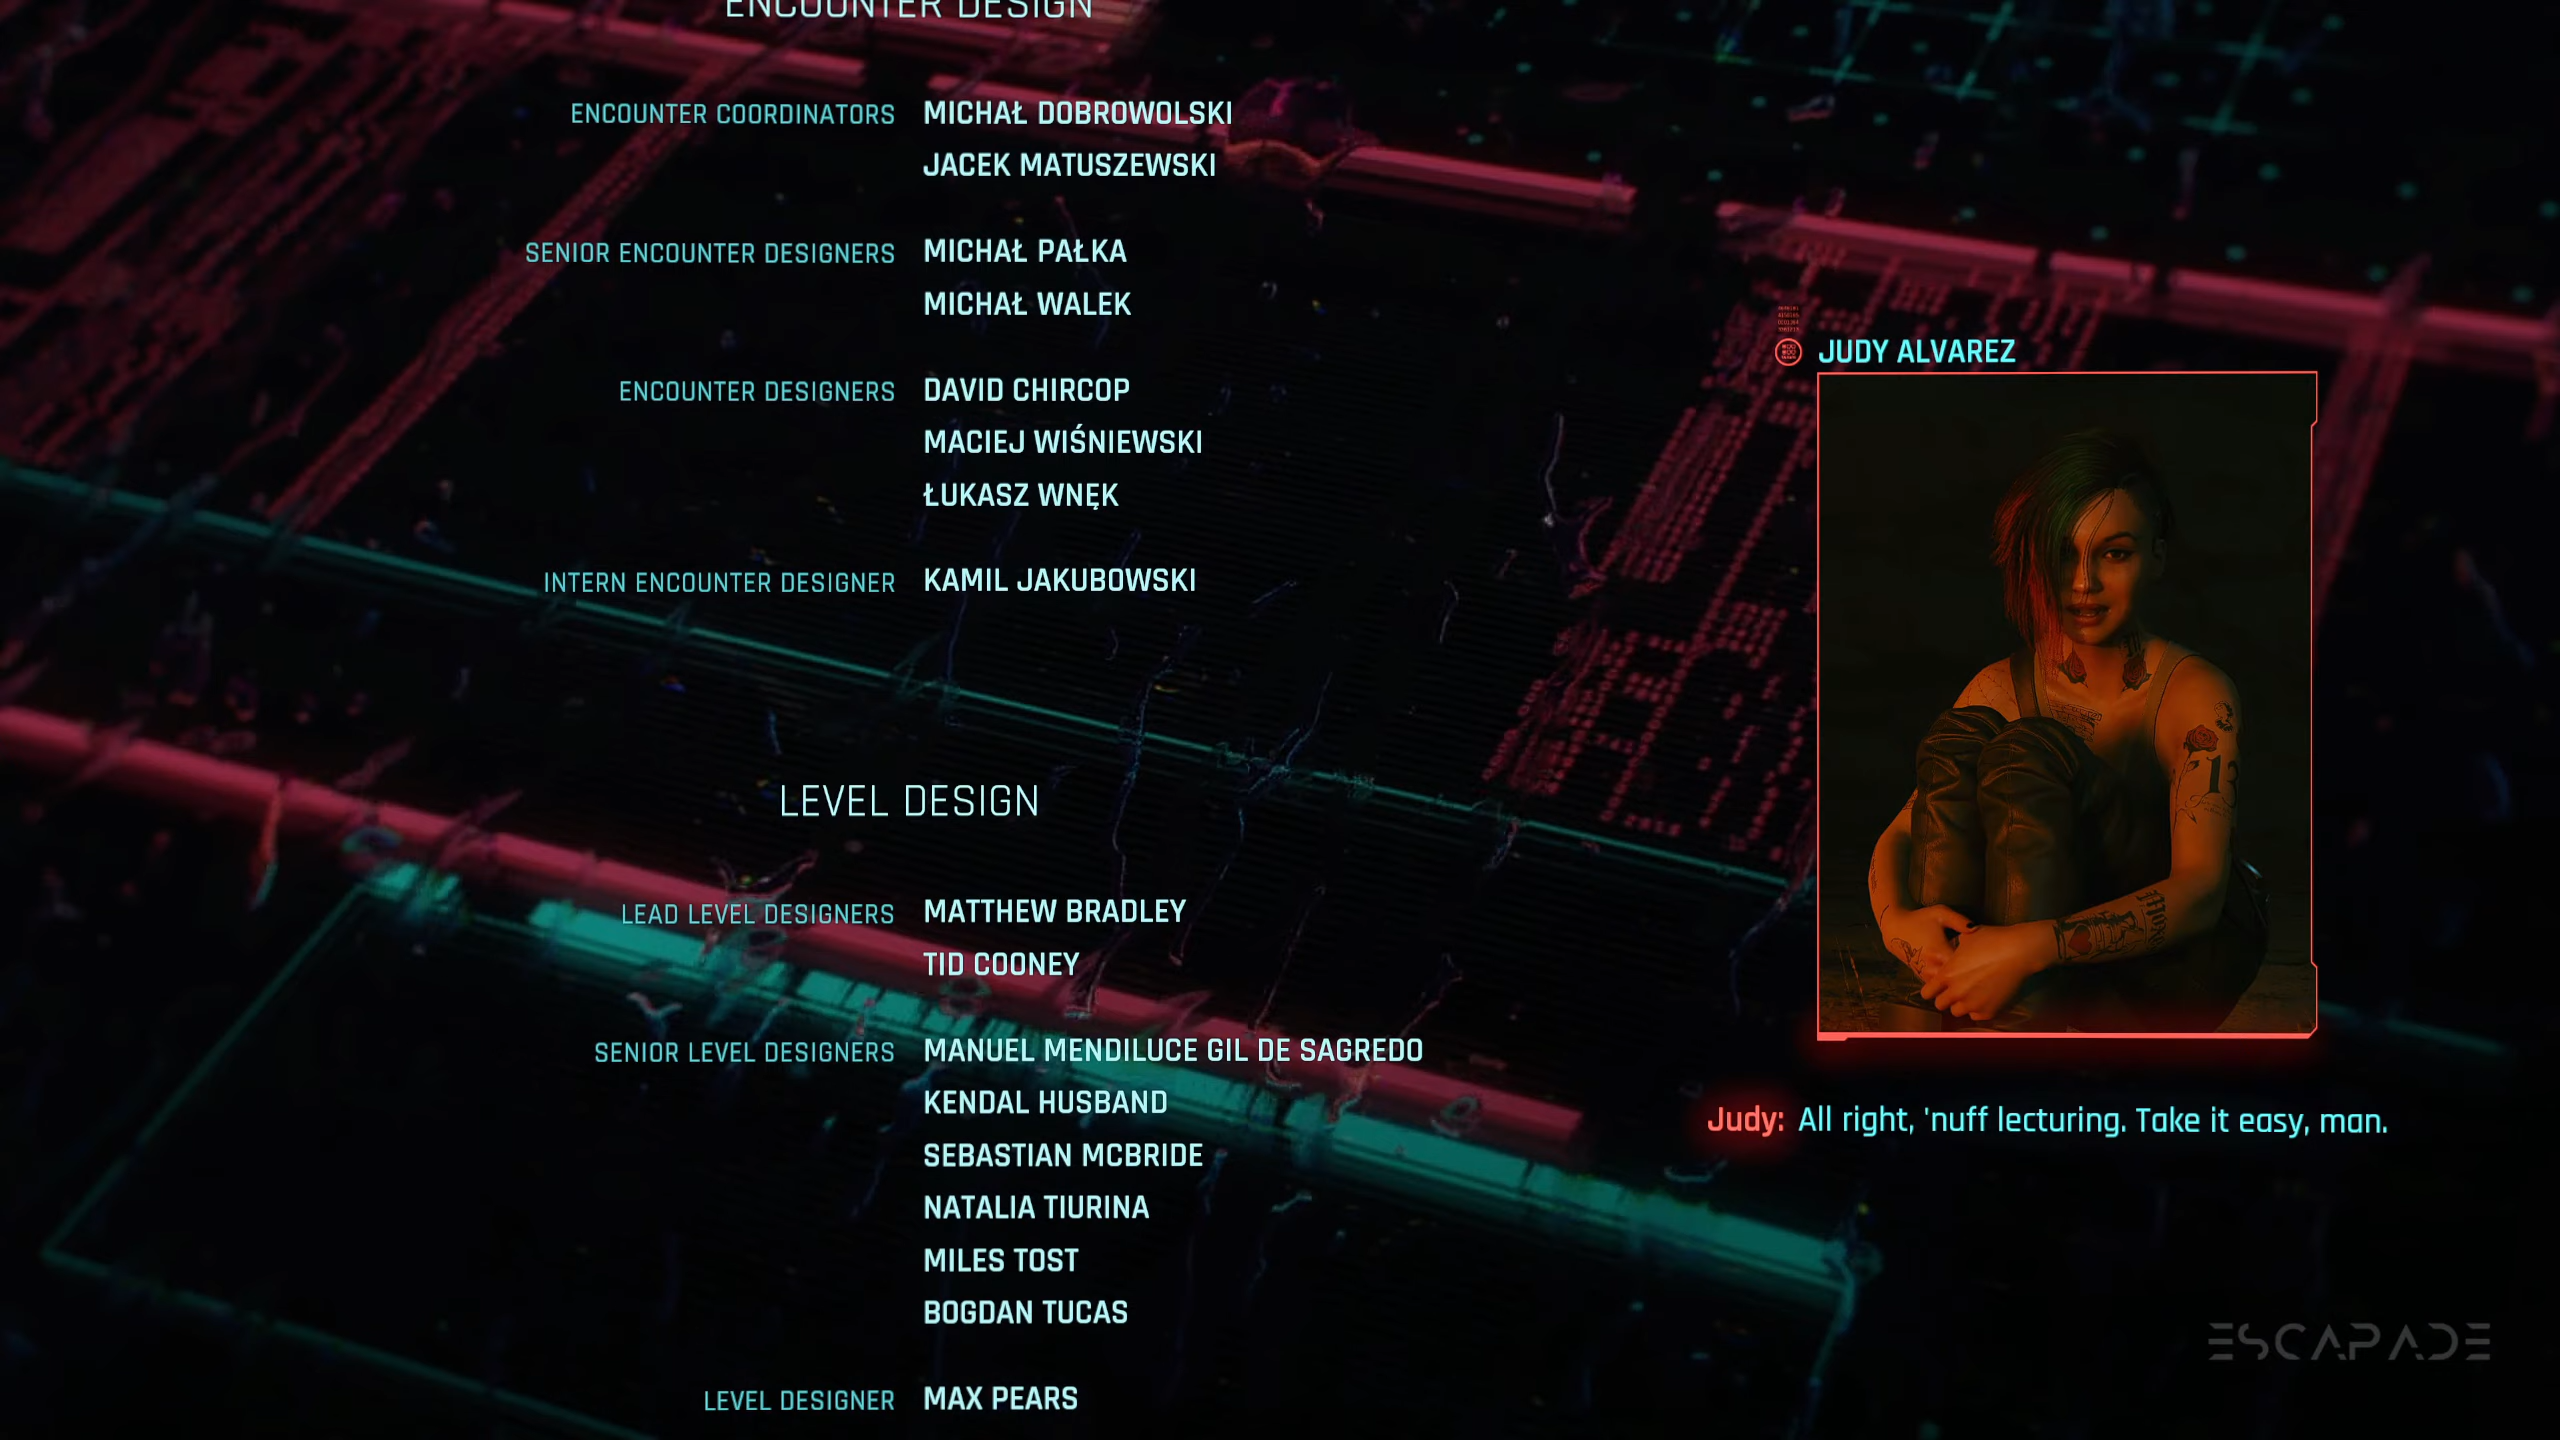 ENCOUNTER DESIGN
ENCOUNTER COORDINATORS MICHAŁ DOBROWOLSKI
JACEK MATUSZEWSKI
SENIOR ENCOUNTER DESIGNERS MICHAŁ PAŁKA
MICHAŁ WALEK
ENCOUNTER DESIGNERS DAVID CHIRCOP
MACIEJ WIŚNIEWSKI
ŁUKASZ WNĘK
INTERN ENCOUNTER DESIGNER KAMIL JAKUBOWSKI
LEVEL DESIGN
LEAD LEVEL DESIGNERS MATTHEW BRADLEY
TID COONEY
SENIOR LEVEL DESIGNERS MANUEL MENDILUCE GIL DE SAGREDO
KENDAL HUSBAND
SEBASTIAN MCBRIDE
NATALIA TIURINA
MILES TOST
BOGDAN TUCAS
LEVEL DESIGNER MAX PEARS
JUDY ALVAREZ
13
Judy: All right, 'nuff lecturing. Take it easy, man.
ESCAPADE